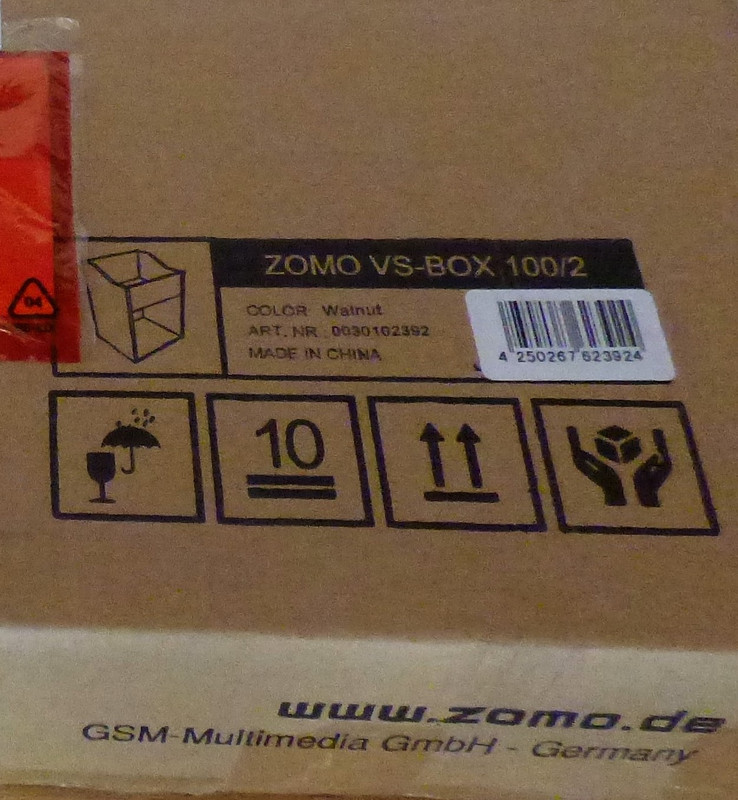 ZOMO VS-BOX 100/2
COLOR: Walnut
ART. NR.: 0030102392
MADE IN CHINA
4 250267 623924
04
10
www.zomo.de
GSM-Multimedia GmbH - Germany